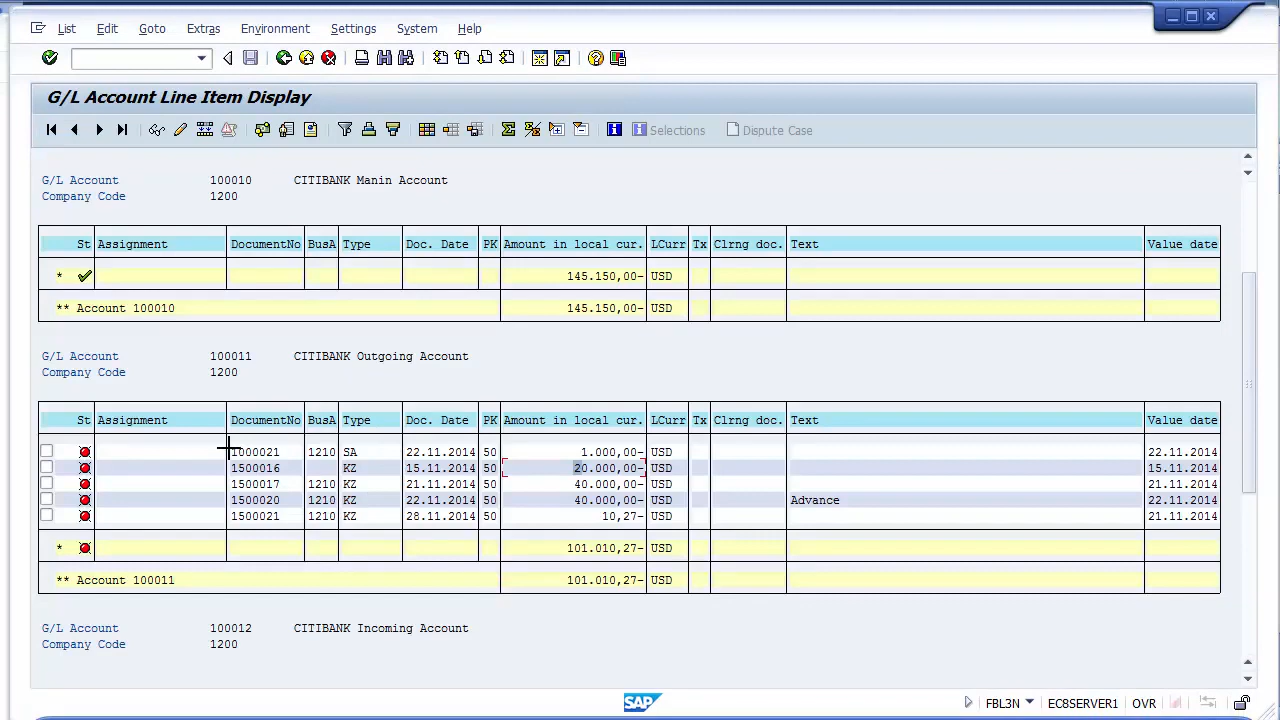 List Edit Goto Extras Environment Settings System Help
G/L Account Line Item Display
Selections Dispute Case
G/L Account 100010 CITIBANK Manin Account
Company Code 1200
St Assignment DocumentNo BusA Type Doc. Date PK Amount in local cur. LCurr Tx Clrng doc. Text Value date
* 145.150,00- USD
** Account 100010 145.150,00- USD
G/L Account 100011 CITIBANK Outgoing Account
Company Code 1200
St Assignment DocumentNo BusA Type Doc. Date PK Amount in local cur. LCurr Tx Clrng doc. Text Value date
1000021 1210 SA 22.11.2014 50 1.000,00- USD 22.11.2014
1500016 KZ 15.11.2014 50 20.000,00- USD 15.11.2014
1500017 1210 KZ 21.11.2014 50 40.000,00- USD 21.11.2014
1500020 1210 KZ 22.11.2014 50 40.000,00- USD Advance 22.11.2014
1500021 1210 KZ 28.11.2014 50 10,27- USD 21.11.2014
* 101.010,27- USD
** Account 100011 101.010,27- USD
G/L Account 100012 CITIBANK Incoming Account
Company Code 1200
SAP FBL3N EC8SERVER1 OVR